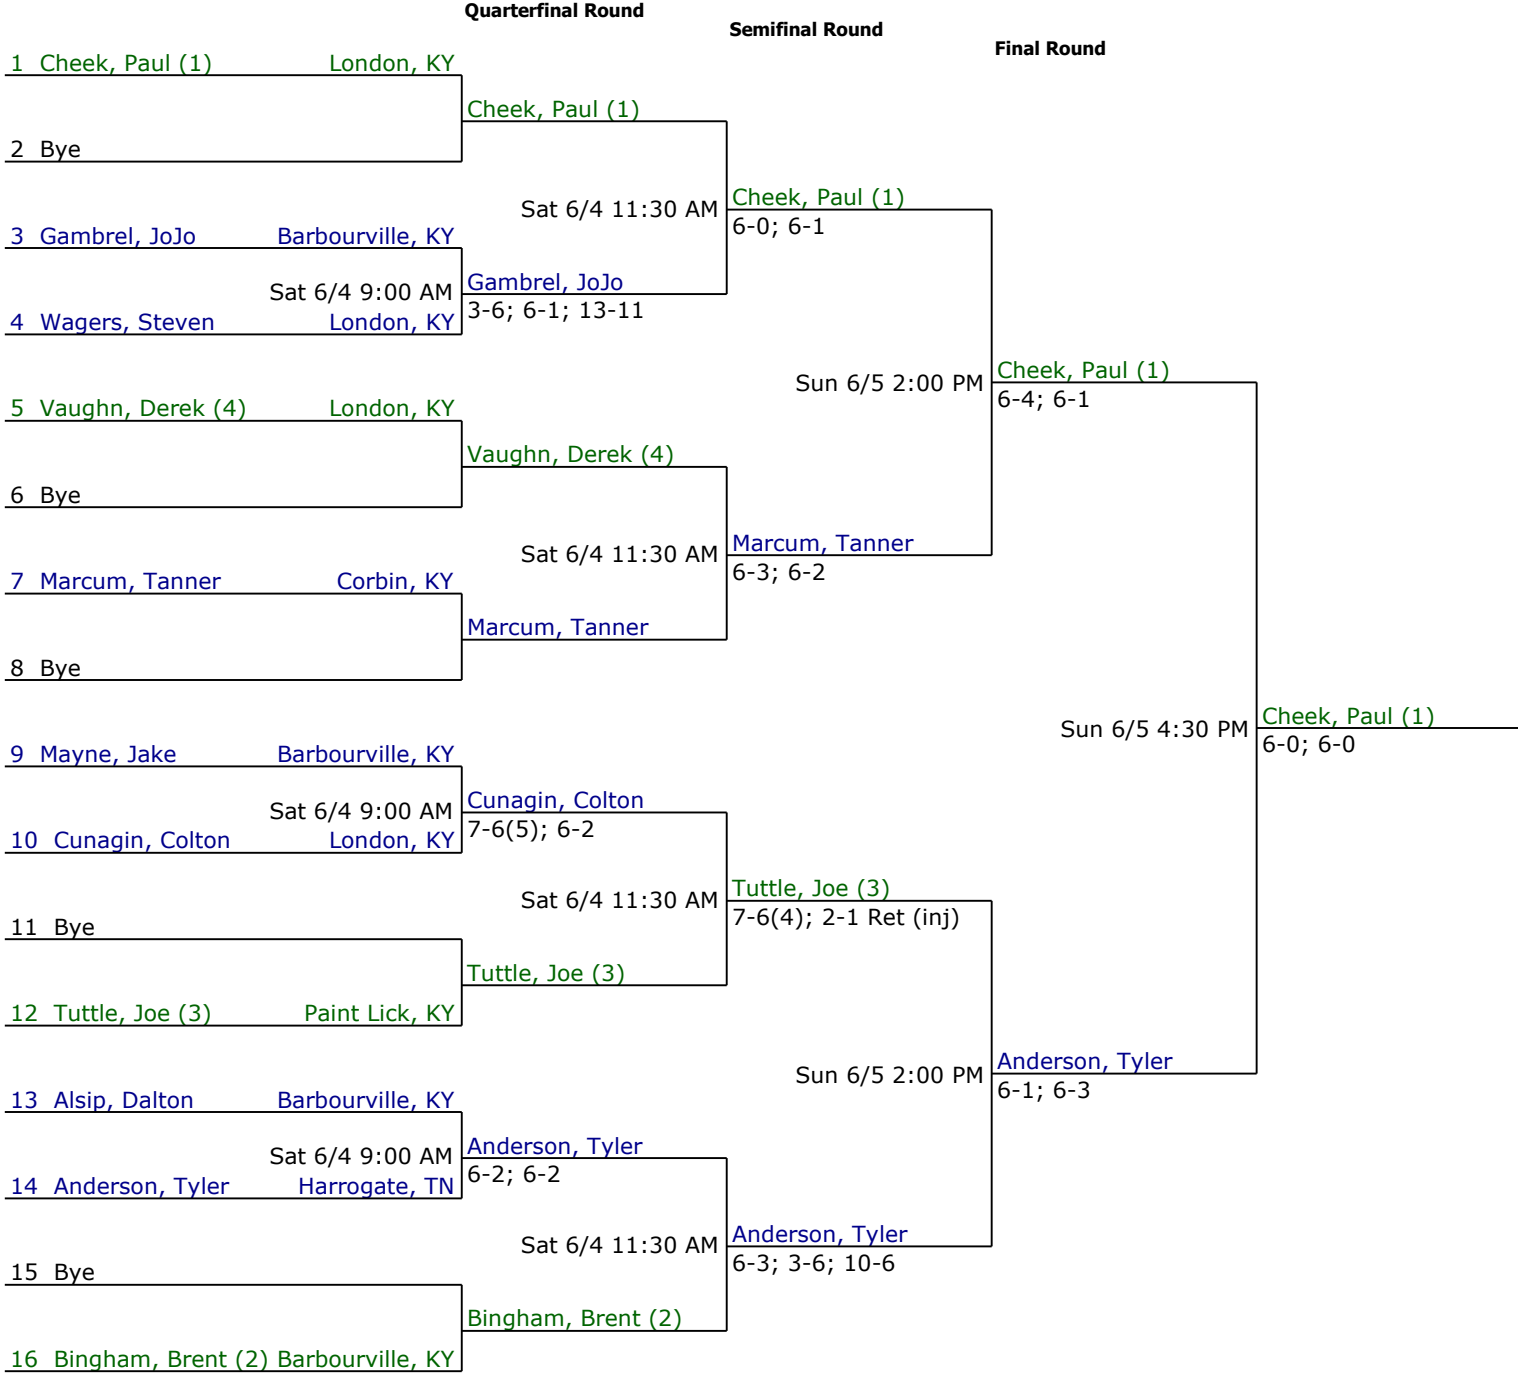 Quarterfinal Round
Semifinal Round
Final Round
1 Cheek, Paul (1) London, KY
Cheek, Paul (1)
2 Bye
Sat 6/4 11:30 AM Cheek, Paul (1)
6-0; 6-1
3 Gambrel, JoJo Barbourville, KY
Sat 6/4 9:00 AM Gambrel, JoJo
3-6; 6-1; 13-11
4 Wagers, Steven London, KY
Sun 6/5 2:00 PM Cheek, Paul (1)
6-4; 6-1
5 Vaughn, Derek (4) London, KY
Vaughn, Derek (4)
6 Bye
Sat 6/4 11:30 AM Marcum, Tanner
6-3; 6-2
7 Marcum, Tanner Corbin, KY
Marcum, Tanner
8 Bye
Sun 6/5 4:30 PM Cheek, Paul (1)
6-0; 6-0
9 Mayne, Jake Barbourville, KY
Sat 6/4 9:00 AM Cunagin, Colton
7-6(5); 6-2
10 Cunagin, Colton London, KY
Sat 6/4 11:30 AM Tuttle, Joe (3)
7-6(4); 2-1 Ret (inj)
11 Bye
Tuttle, Joe (3)
12 Tuttle, Joe (3) Paint Lick, KY
Sun 6/5 2:00 PM Anderson, Tyler
6-1; 6-3
13 Alsip, Dalton Barbourville, KY
Sat 6/4 9:00 AM Anderson, Tyler
6-2; 6-2
14 Anderson, Tyler Harrogate, TN
Sat 6/4 11:30 AM Anderson, Tyler
6-3; 3-6; 10-6
15 Bye
Bingham, Brent (2)
16 Bingham, Brent (2) Barbourville, KY